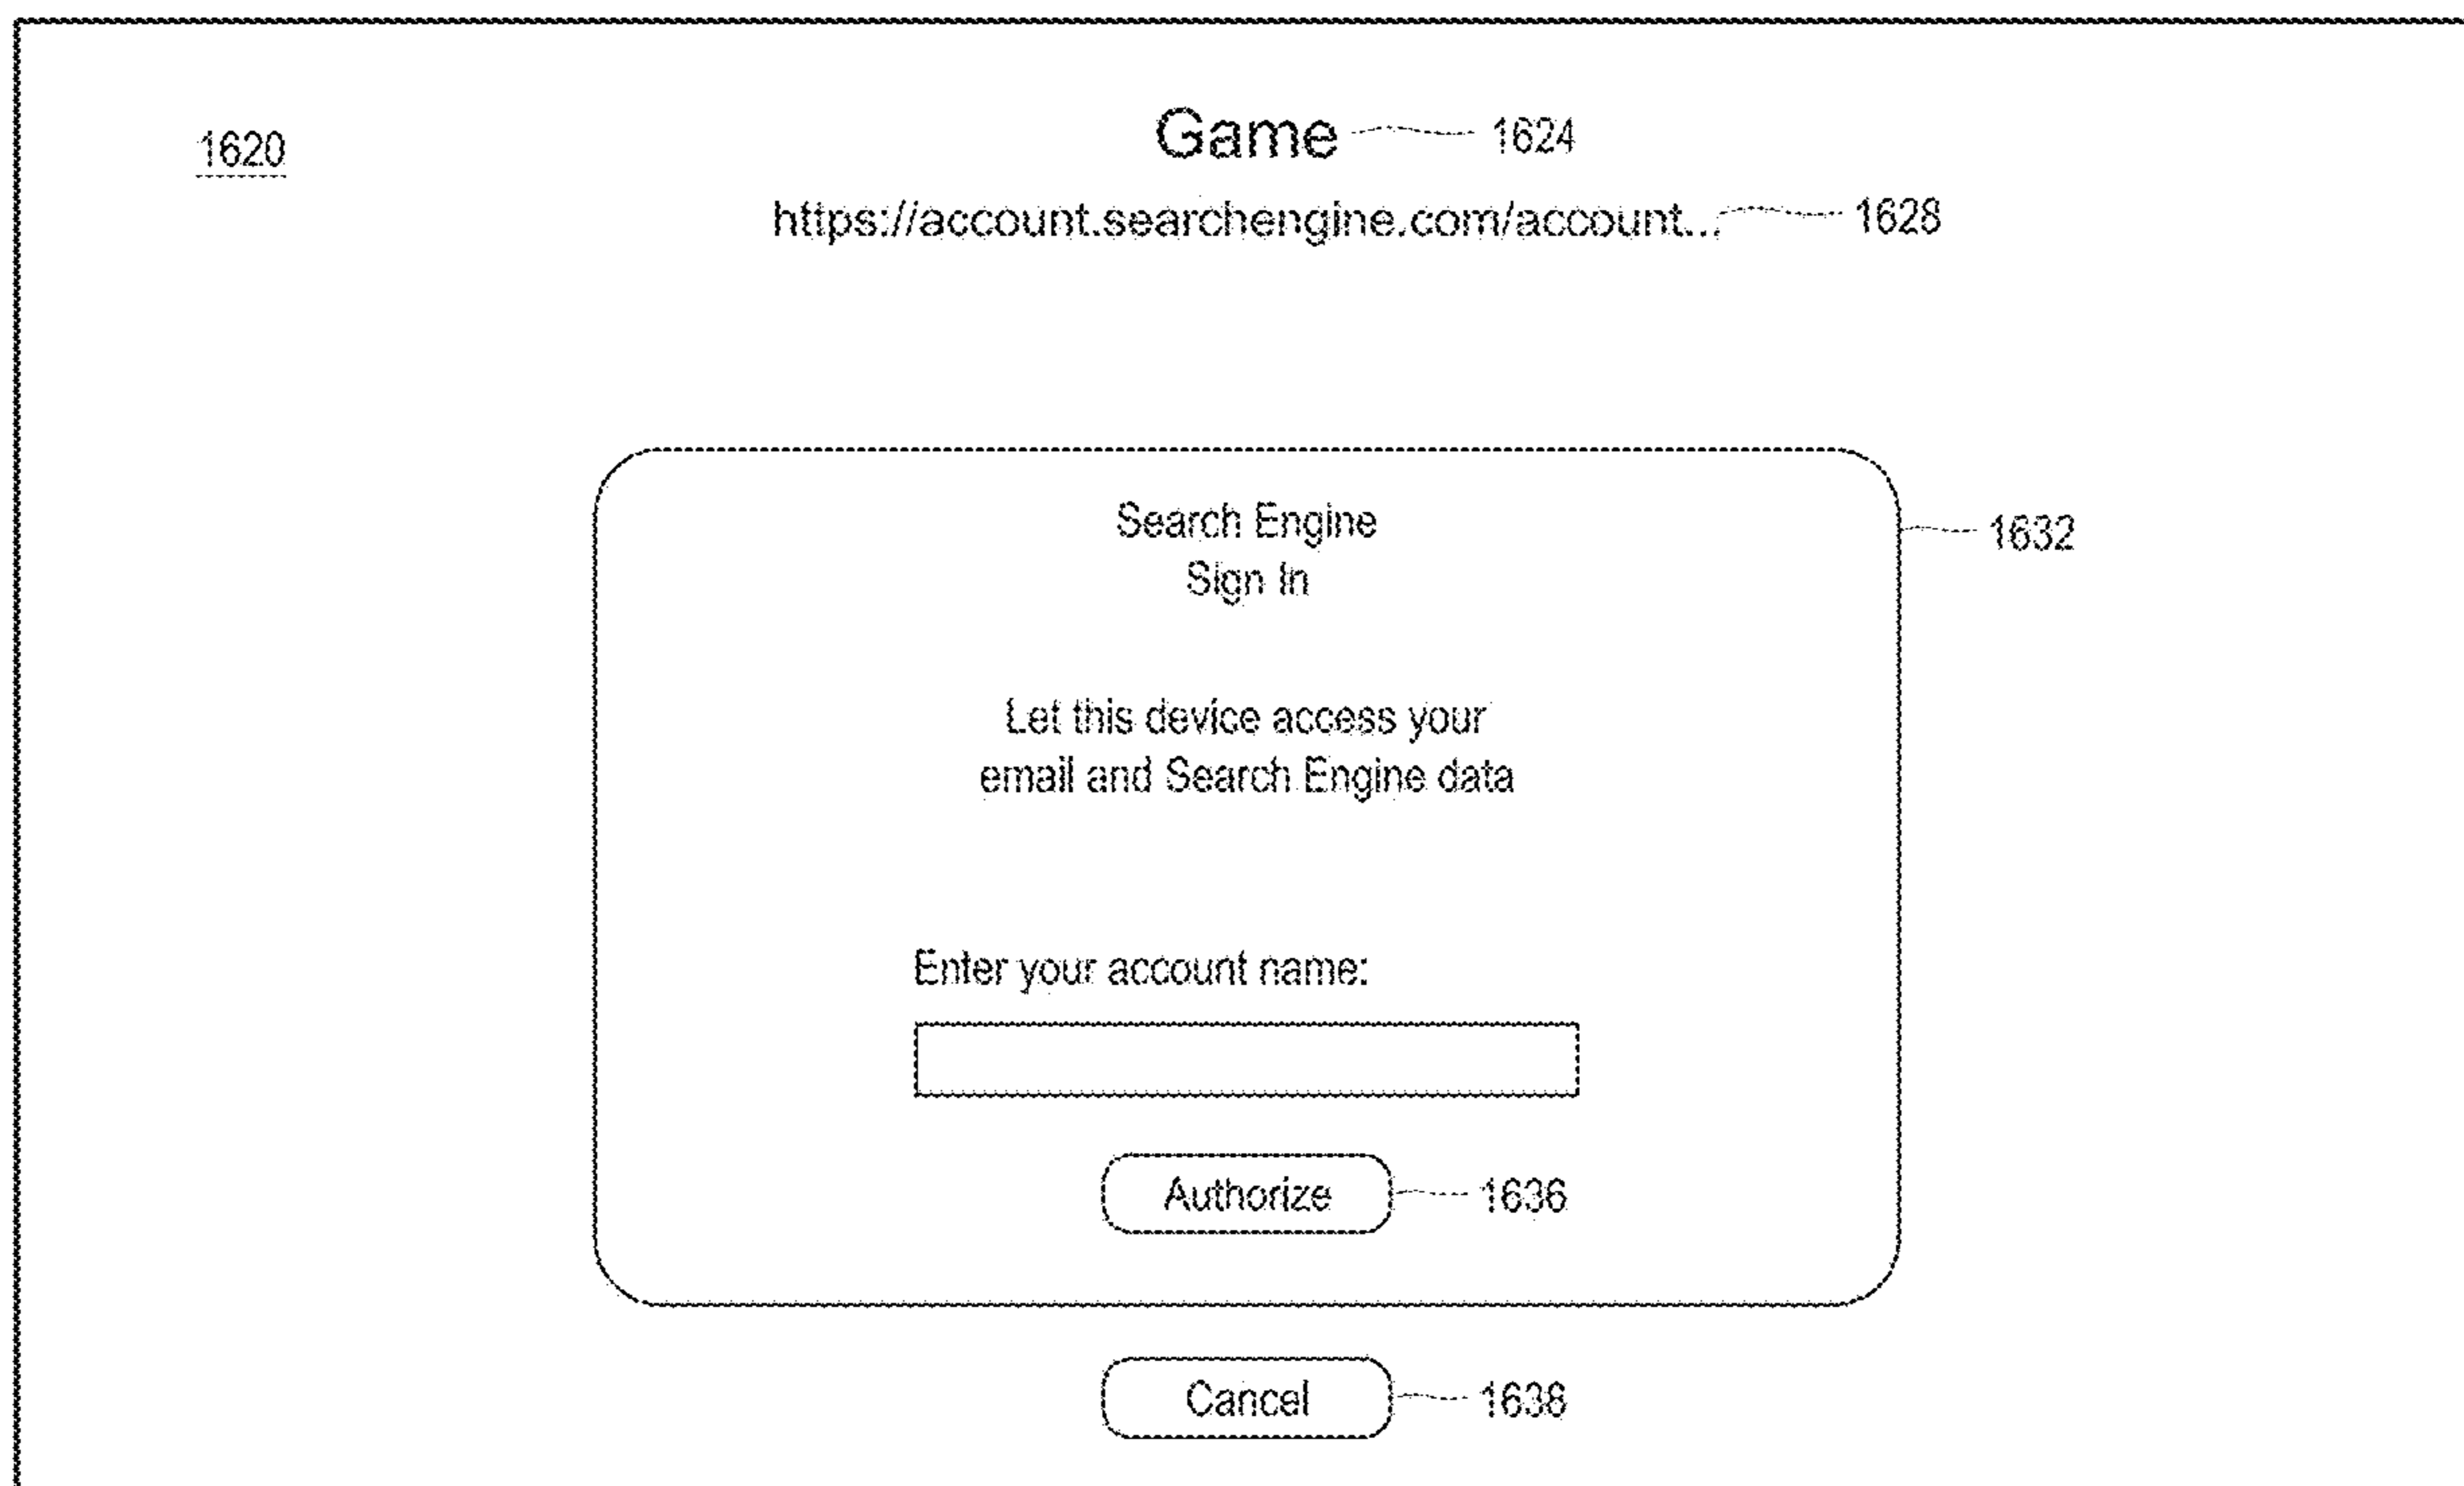 1620
Game 1624
https://account.searchengine.com/account... 1628
Search Engine
Sign In
1632
Let this device access your
email and Search Engine data
Enter your account name:
Authorize 1636
Cancel 1638